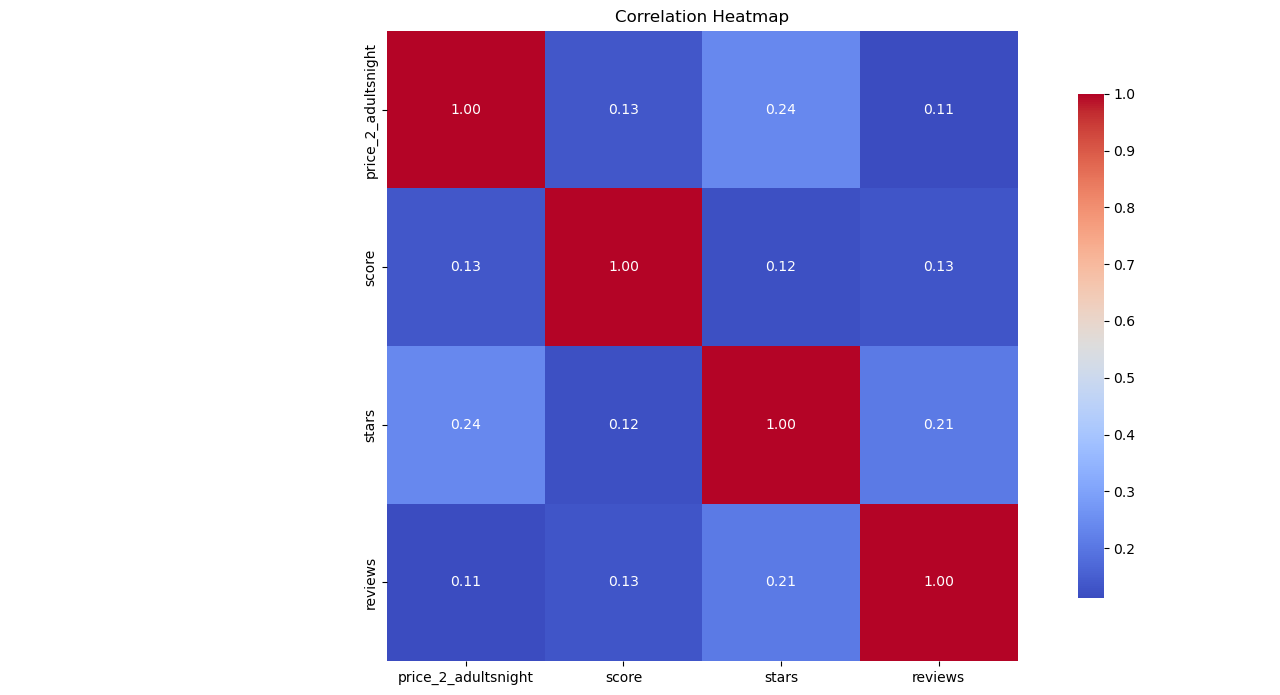 Correlation Heatmap
price_2_adultsnight
1.00 0.13 0.24 0.11
score
0.13 1.00 0.12 0.13
stars
0.24 0.12 1.00 0.21
reviews
0.11 0.13 0.21 1.00
price_2_adultsnight score stars reviews
1.0
0.9
0.8
0.7
0.6
0.5
0.4
0.3
0.2